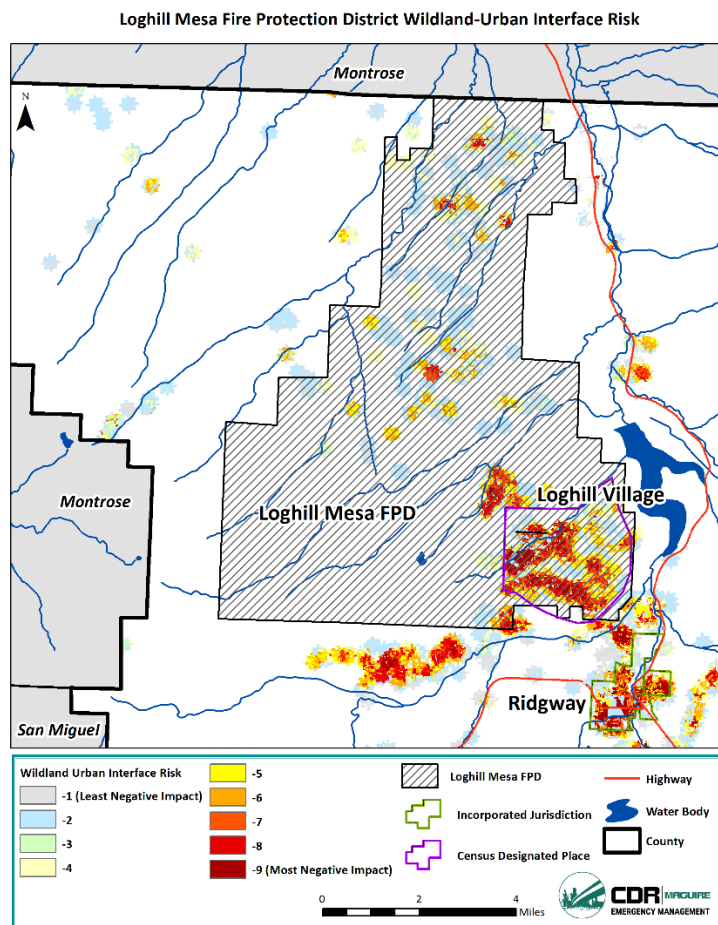 Loghill Mesa Fire Protection District Wildland-Urban Interface Risk
Montrose
N
Montrose
Loghill Mesa FPD
Loghill Village
Ridgway
San Miguel
Wildland Urban Interface Risk
-1 (Least Negative Impact)
-2
-3
-4
-5
-6
-7
-8
-9 (Most Negative Impact)
Loghill Mesa FPD
Incorporated Jurisdiction
Census Designated Place
Highway
Water Body
County
0 2 4
Miles
CDR MAGUIRE
EMERGENCY MANAGEMENT